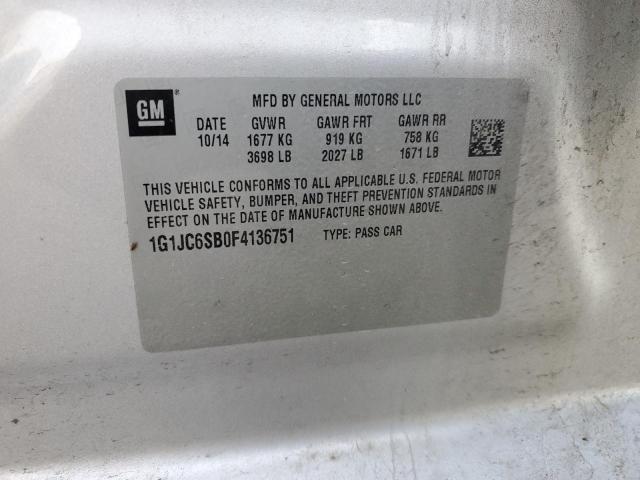 GM®
MFD BY GENERAL MOTORS LLC
DATE GVWR GAWR FRT GAWR RR
10/14 1677 KG 919 KG 758 KG
3698 LB 2027 LB 1671 LB
THIS VEHICLE CONFORMS TO ALL APPLICABLE U.S. FEDERAL MOTOR
VEHICLE SAFETY, BUMPER, AND THEFT PREVENTION STANDARDS IN
EFFECT ON THE DATE OF MANUFACTURE SHOWN ABOVE.
1G1JC6SB0F4136751 TYPE: PASS CAR